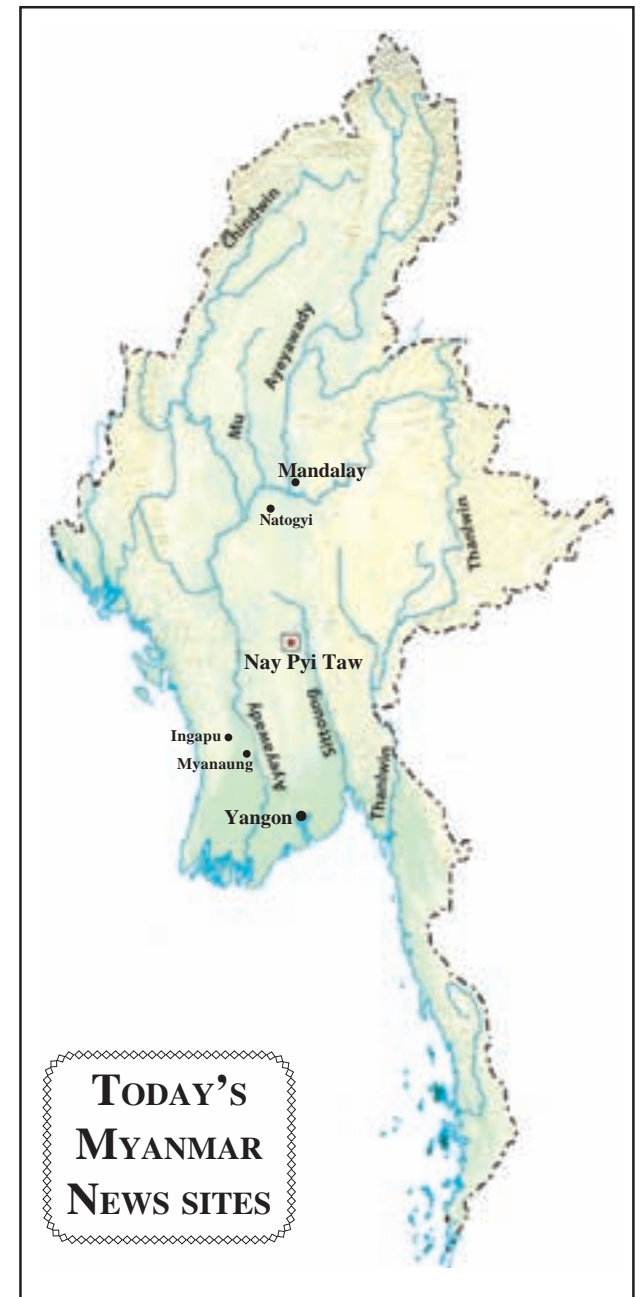 Chindwin
Ayeyawady
Mu
Mandalay
Natogyi
Thanlwin
Nay Pyi Taw
Sittoung
Ayeyawady
Ingapu
Myanaung
Thanlwin
Yangon
TODAY'S
MYANMAR
NEWS SITES